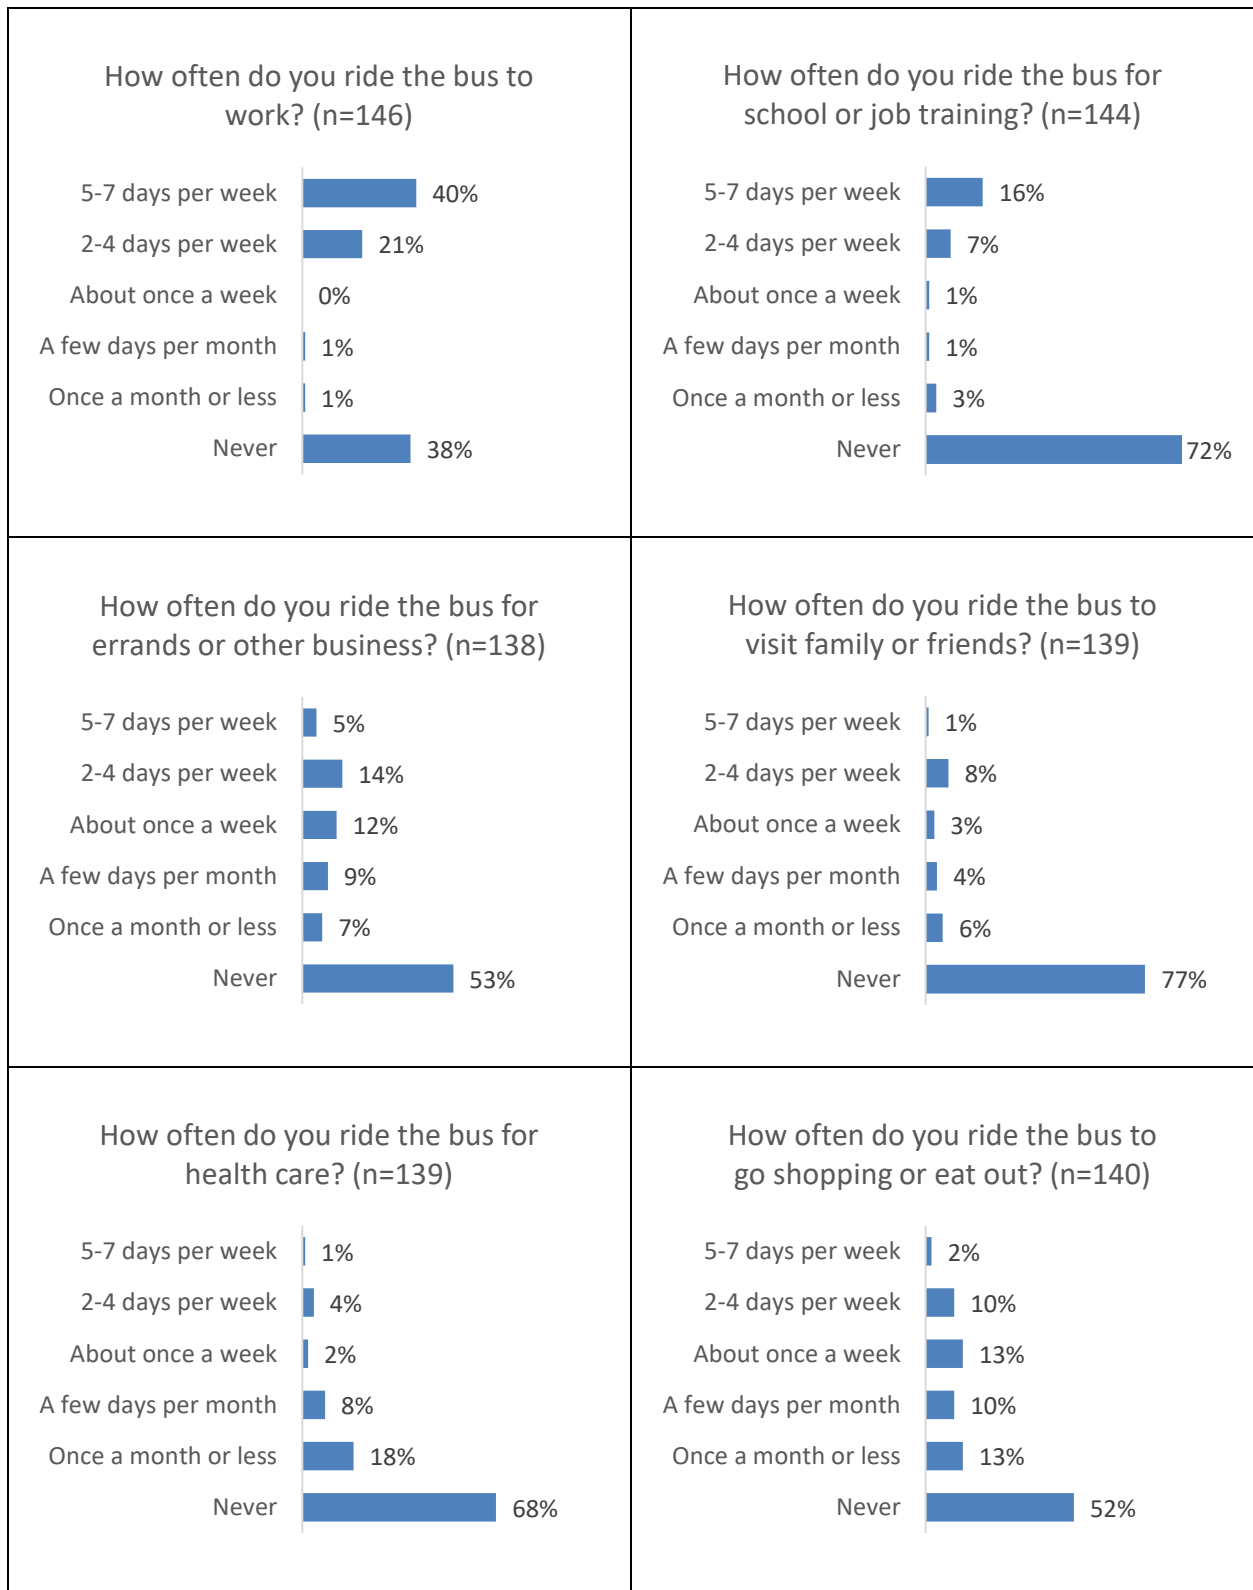 How often do you ride the bus to
work? (n=146)
5-7 days per week 40%
2-4 days per week 21%
About once a week 0%
A few days per month 1%
Once a month or less 1%
Never 38%
How often do you ride the bus for
school or job training? (n=144)
5-7 days per week 16%
2-4 days per week 7%
About once a week 1%
A few days per month 1%
Once a month or less 3%
Never 72%
How often do you ride the bus for
errands or other business? (n=138)
5-7 days per week 5%
2-4 days per week 14%
About once a week 12%
A few days per month 9%
Once a month or less 7%
Never 53%
How often do you ride the bus to
visit family or friends? (n=139)
5-7 days per week 1%
2-4 days per week 8%
About once a week 3%
A few days per month 4%
Once a month or less 6%
Never 77%
How often do you ride the bus for
health care? (n=139)
5-7 days per week 1%
2-4 days per week 4%
About once a week 2%
A few days per month 8%
Once a month or less 18%
Never 68%
How often do you ride the bus to
go shopping or eat out? (n=140)
5-7 days per week 2%
2-4 days per week 10%
About once a week 13%
A few days per month 10%
Once a month or less 13%
Never 52%